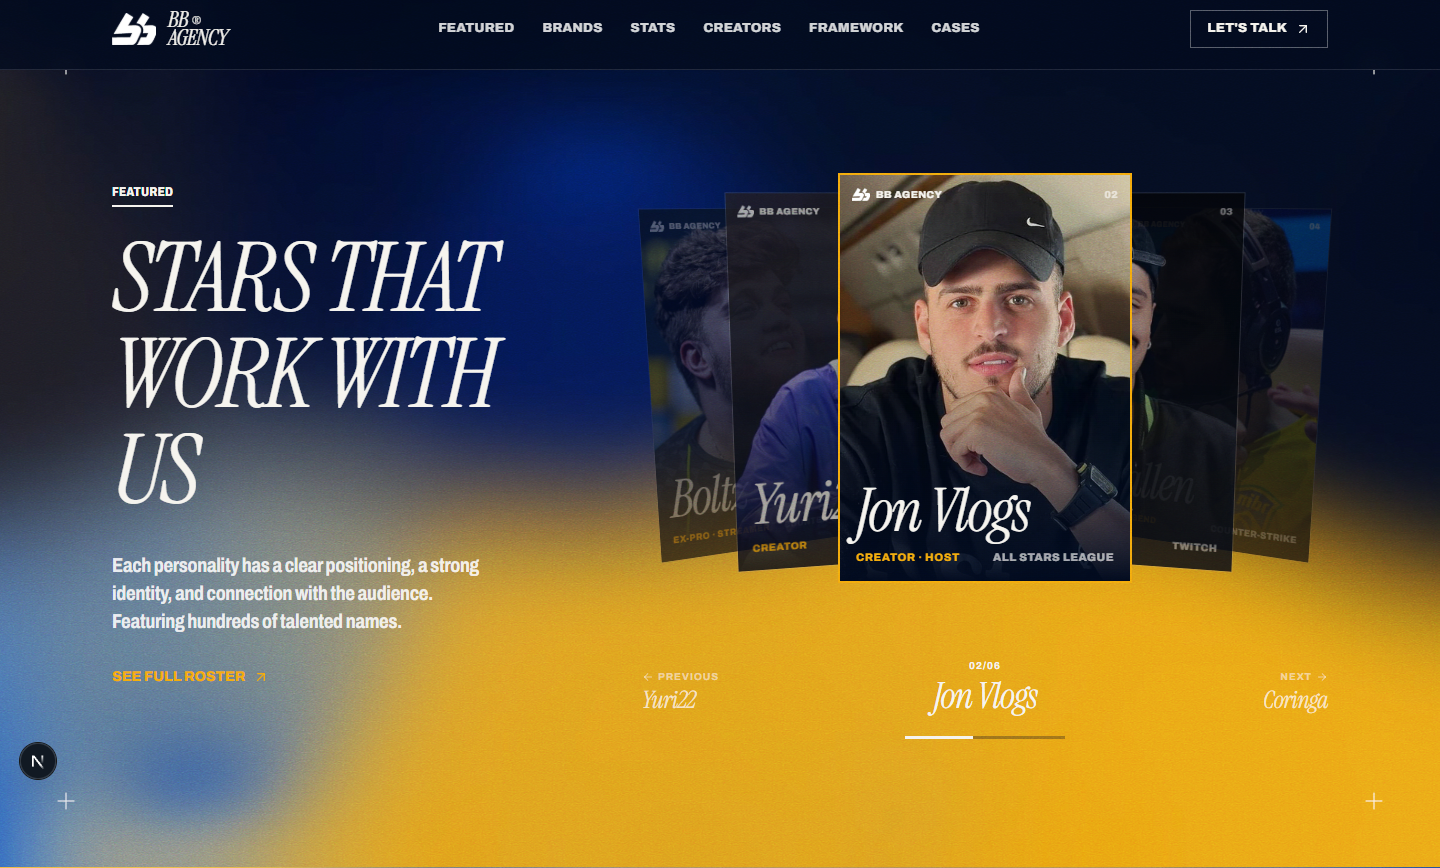 BB ®
AGENCY
FEATURED
BRANDS
STATS
CREATORS
FRAMEWORK
CASES
LET'S TALK
FEATURED
STARS THAT
WORK WITH
US
Each personality has a clear positioning, a strong
identity, and connection with the audience.
Featuring hundreds of talented names.
SEE FULL ROSTER
BB AGENCY
EX-PRO
BB AGENCY
CREATOR
BB AGENCY
02
Jon Vlogs
CREATOR · HOST
ALL STARS LEAGUE
03
TWITCH
04
PREVIOUS
Yuri22
02/06
Jon Vlogs
NEXT
Coringa
N